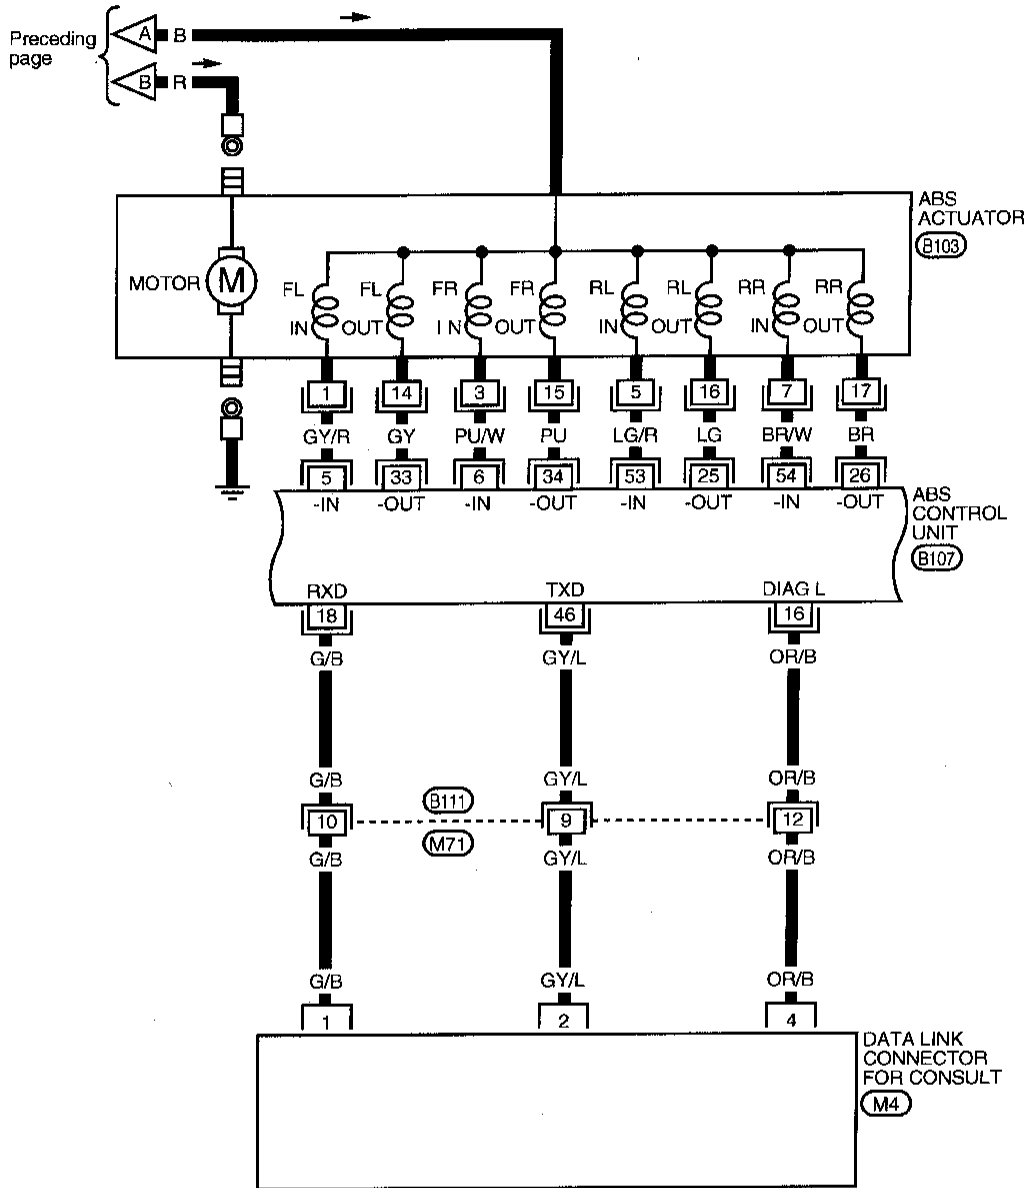 Preceding
page
A B
B R
ABS
ACTUATOR
B103
MOTOR
M
FL FL FR FR RL RL RR RR
IN OUT IN OUT IN OUT IN OUT
1 14 3 15 5 16 7 17
GY/R GY PU/W PU LG/R LG BR/W BR
5 33 6 34 53 25 54 26
-IN -OUT -IN -OUT -IN -OUT -IN -OUT
ABS
CONTROL
UNIT
B107
RXD TXD DIAG L
18 46 16
G/B GY/L OR/B
G/B GY/L OR/B
B111
10 9 12
M71
G/B GY/L OR/B
G/B GY/L OR/B
1 2 4
DATA LINK
CONNECTOR
FOR CONSULT
M4